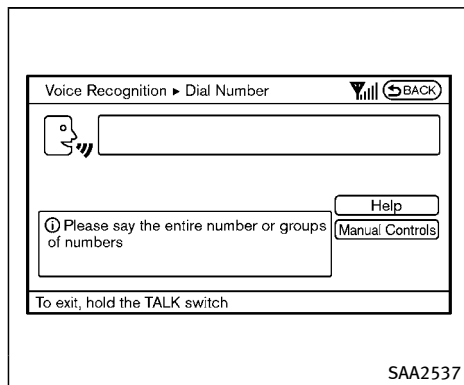 Voice Recognition ▸ Dial Number
BACK
Help
ⓘ Please say the entire number or groups
of numbers
Manual Controls
To exit, hold the TALK switch
SAA2537